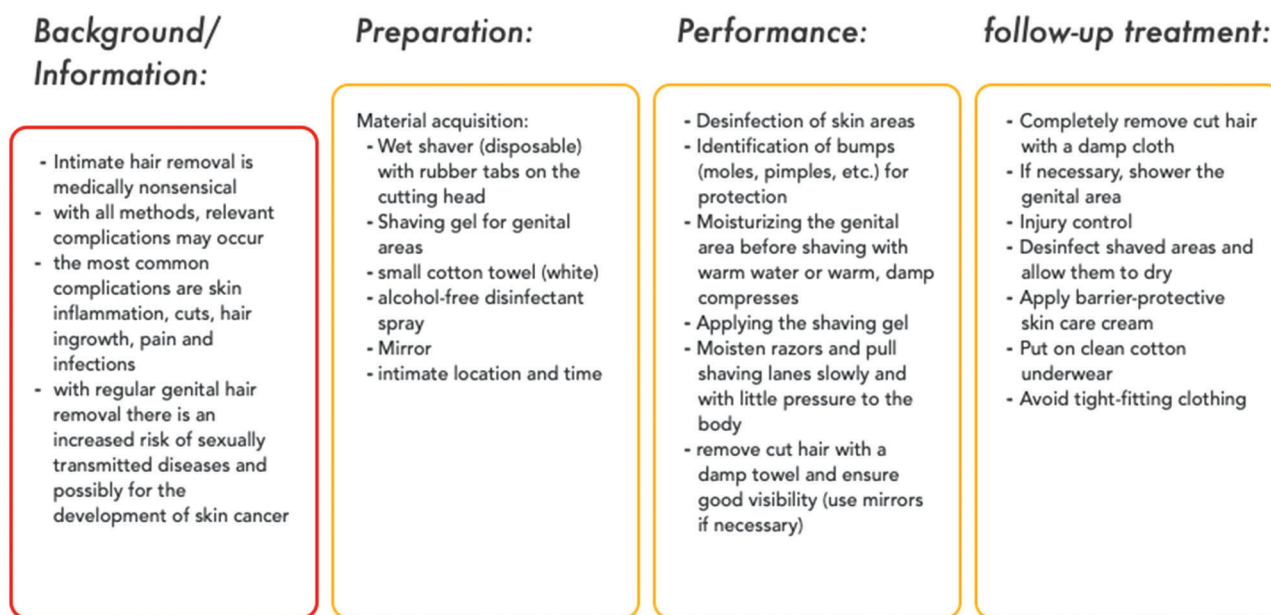 Background/
Information:
- Intimate hair removal is
medically nonsensical
- with all methods, relevant
complications may occur
- the most common
complications are skin
inflammation, cuts, hair
ingrowth, pain and
infections
- with regular genital hair
removal there is an
increased risk of sexually
transmitted diseases and
possibly for the
development of skin cancer
Preparation:
Material acquisition:
- Wet shaver (disposable)
with rubber tabs on the
cutting head
- Shaving gel for genital
areas
- small cotton towel (white)
- alcohol-free disinfectant
spray
- Mirror
- intimate location and time
Performance:
- Desinfection of skin areas
- Identification of bumps
(moles, pimples, etc.) for
protection
- Moisturizing the genital
area before shaving with
warm water or warm, damp
compresses
- Applying the shaving gel
- Moisten razors and pull
shaving lanes slowly and
with little pressure to the
body
- remove cut hair with a
damp towel and ensure
good visibility (use mirrors
if necessary)
follow-up treatment:
- Completely remove cut hair
with a damp cloth
- If necessary, shower the
genital area
- Injury control
- Desinfect shaved areas and
allow them to dry
- Apply barrier-protective
skin care cream
- Put on clean cotton
underwear
- Avoid tight-fitting clothing